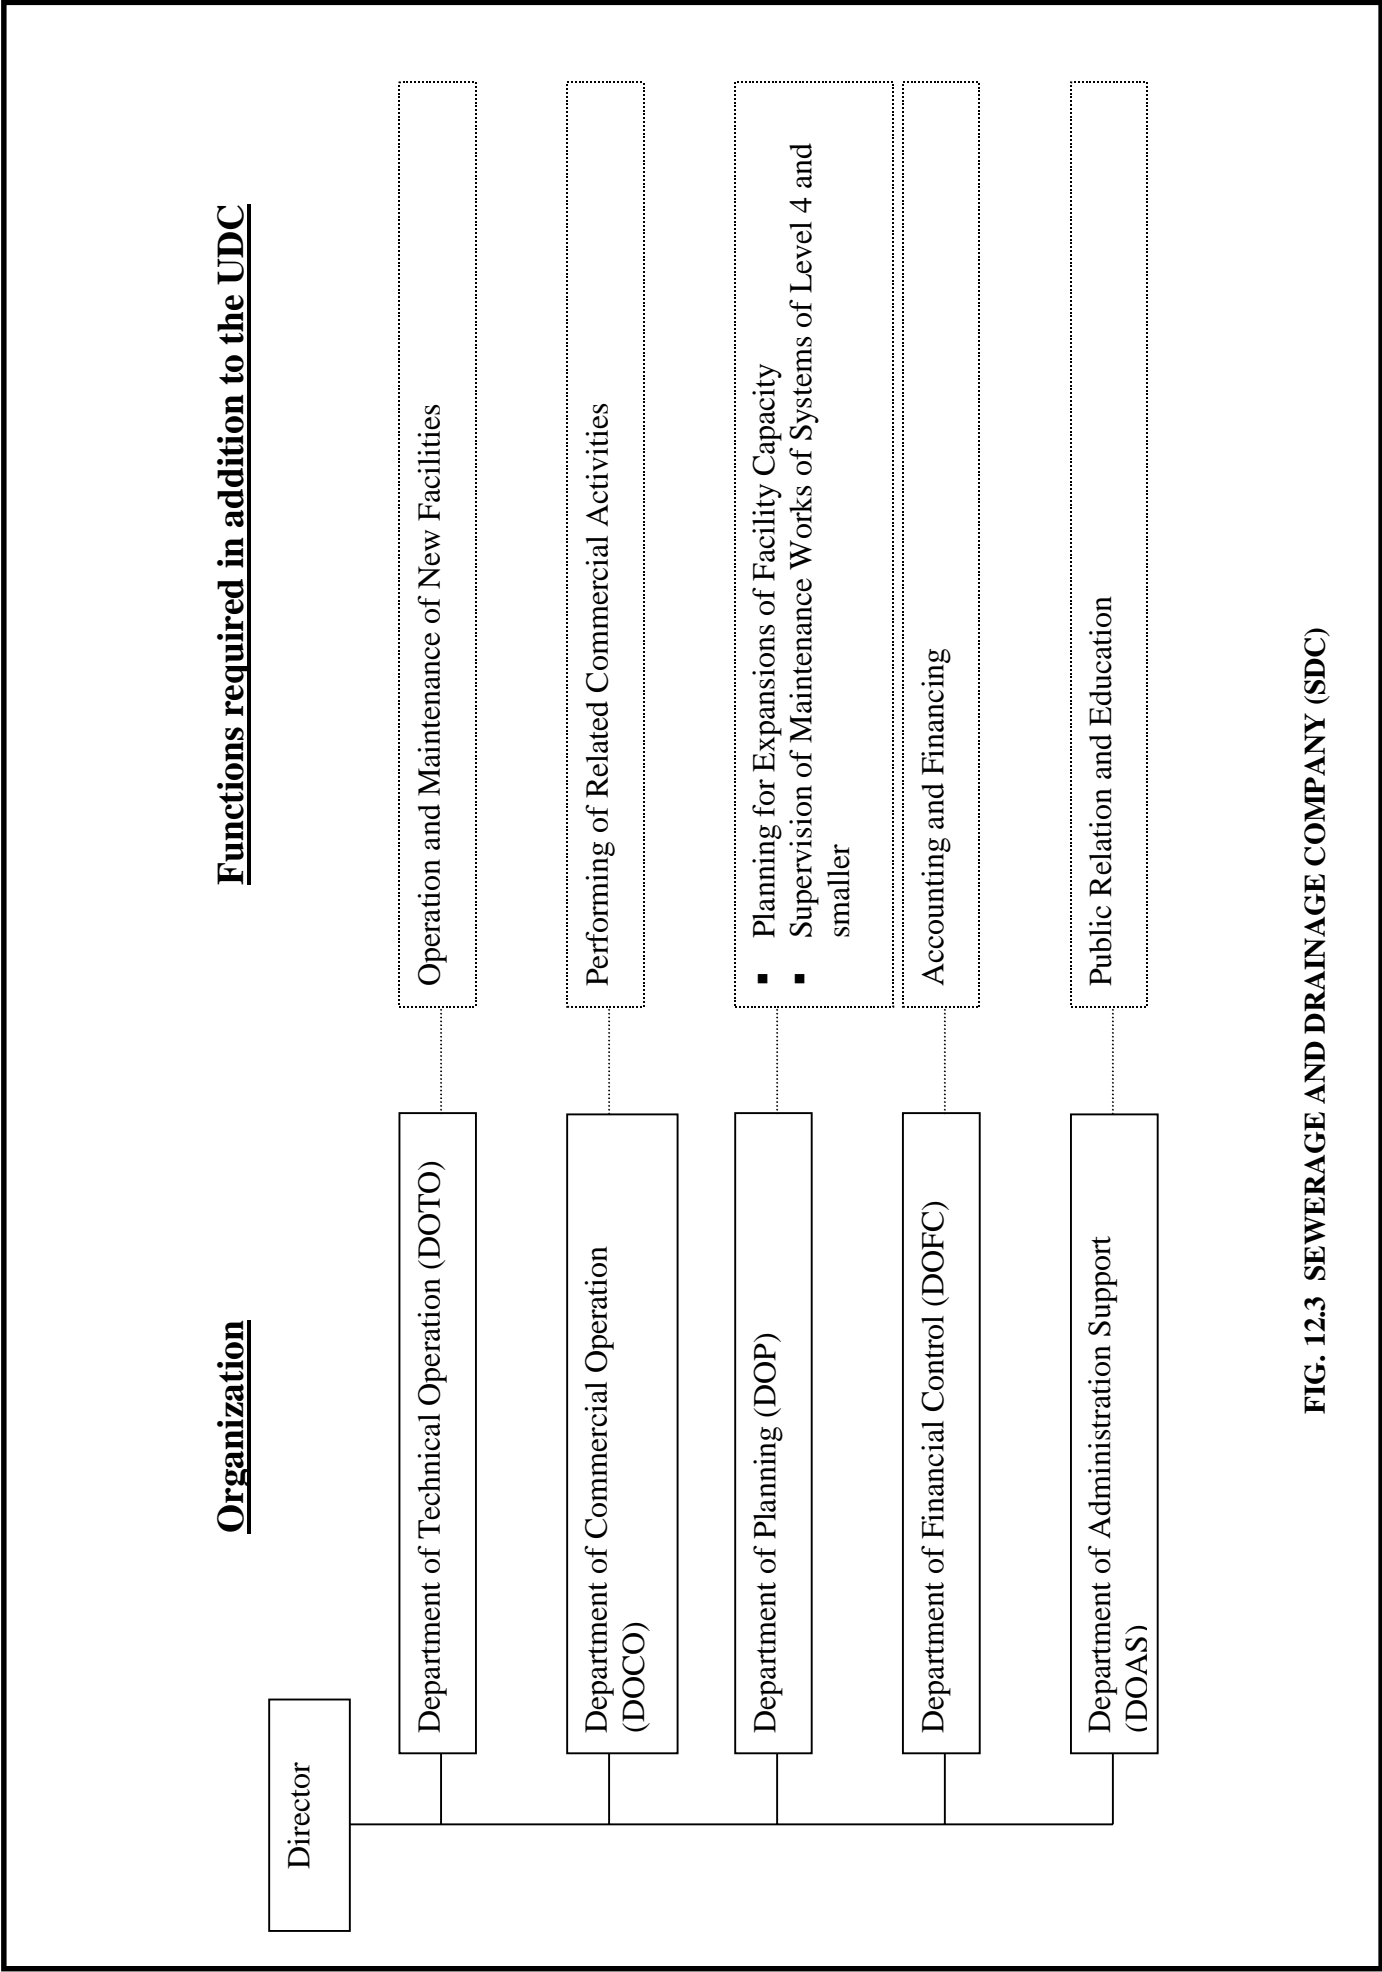 Organization
Functions required in addition to the UDC
Director
Department of Technical Operation (DOTO)
Operation and Maintenance of New Facilities
Department of Commercial Operation
(DOCO)
Performing of Related Commercial Activities
Department of Planning (DOP)
▪ Planning for Expansions of Facility Capacity
▪ Supervision of Maintenance Works of Systems of Level 4 and
smaller
Department of Financial Control (DOFC)
Accounting and Financing
Department of Administration Support
(DOAS)
Public Relation and Education
FIG. 12.3 SEWERAGE AND DRAINAGE COMPANY (SDC)